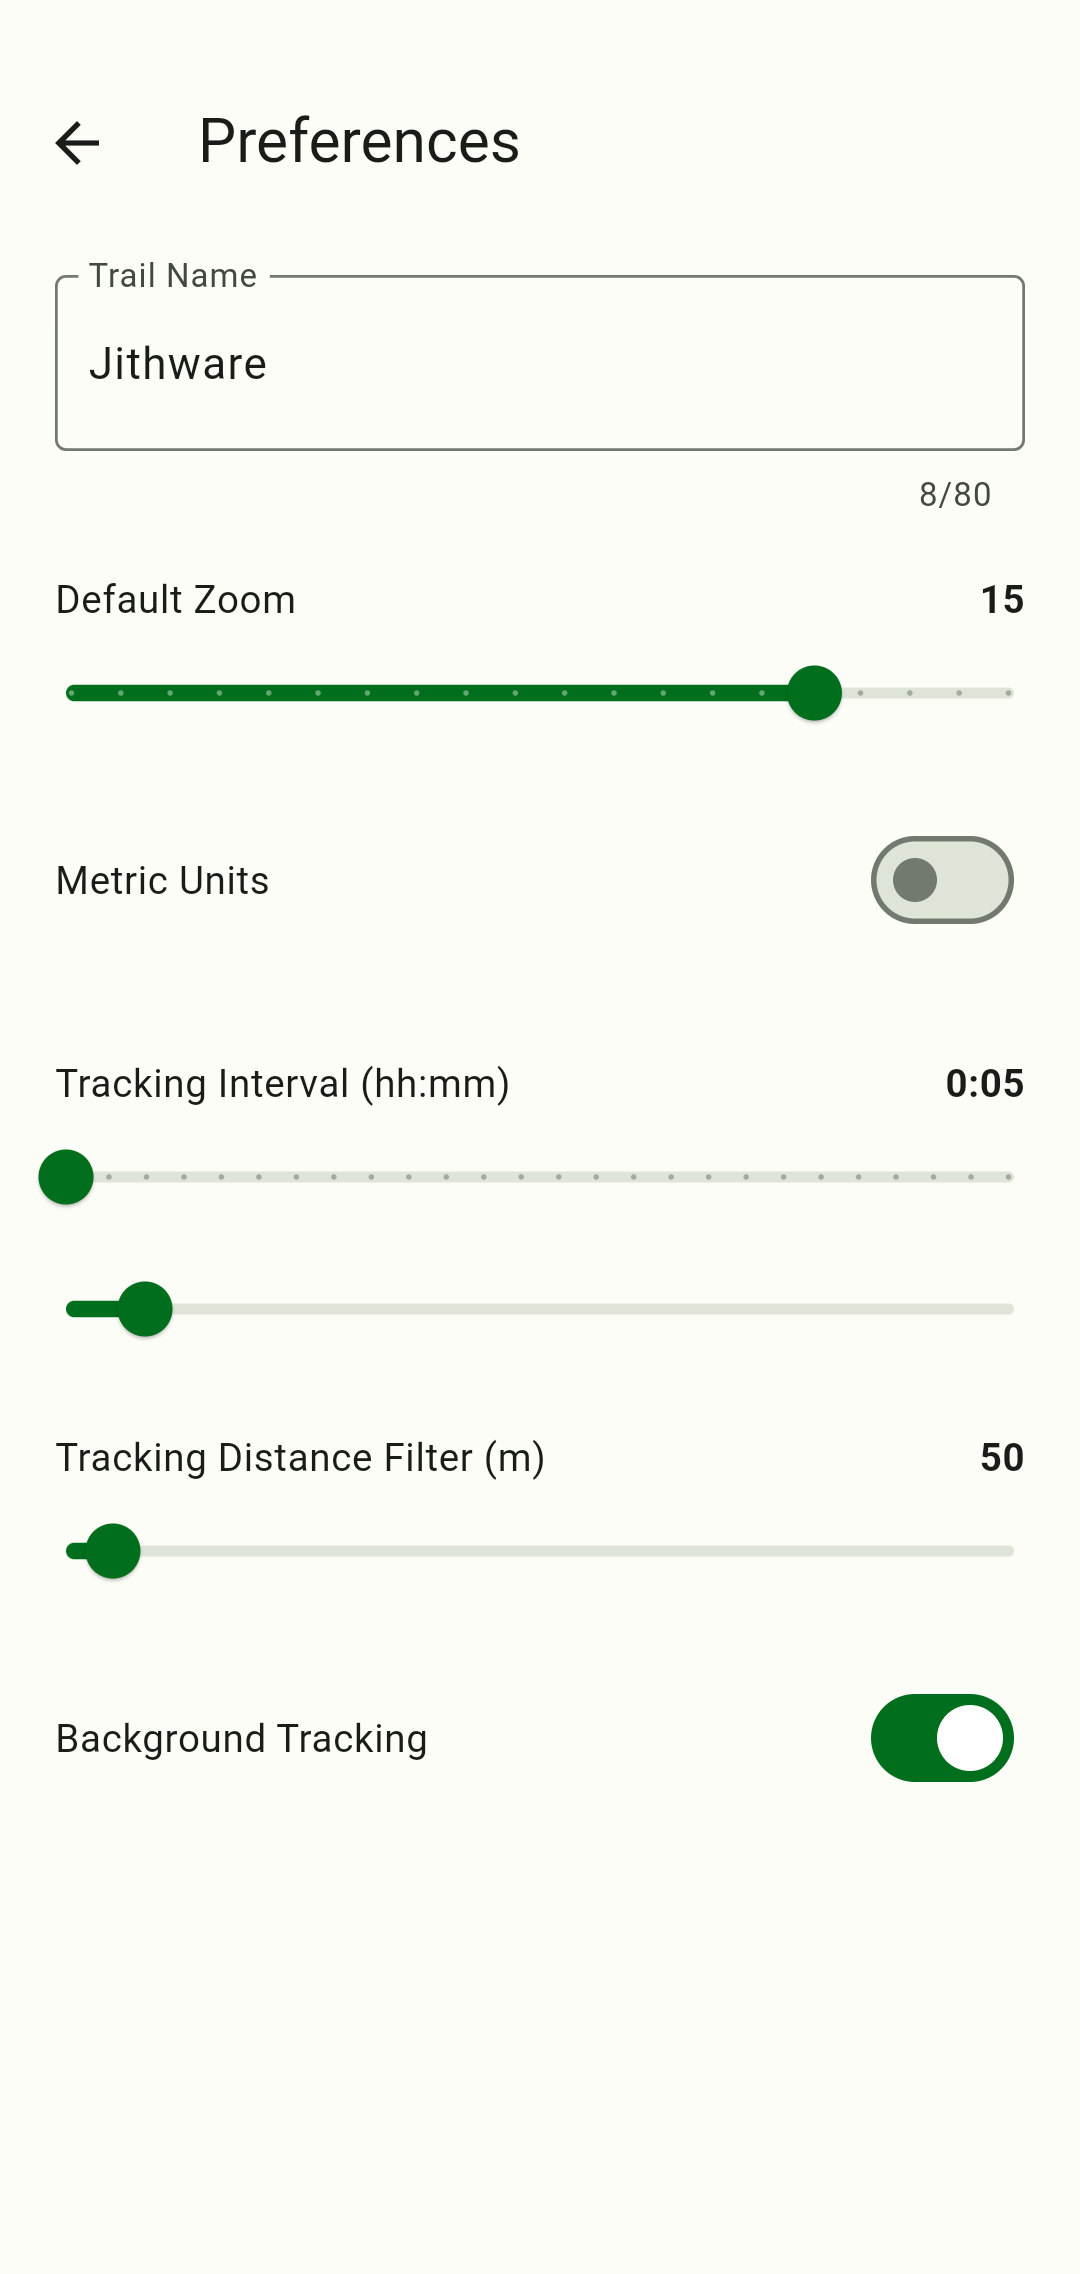 Preferences
Trail Name
Jithware
8/80
Default Zoom 15
Metric Units
Tracking Interval (hh:mm) 0:05
Tracking Distance Filter (m) 50
Background Tracking